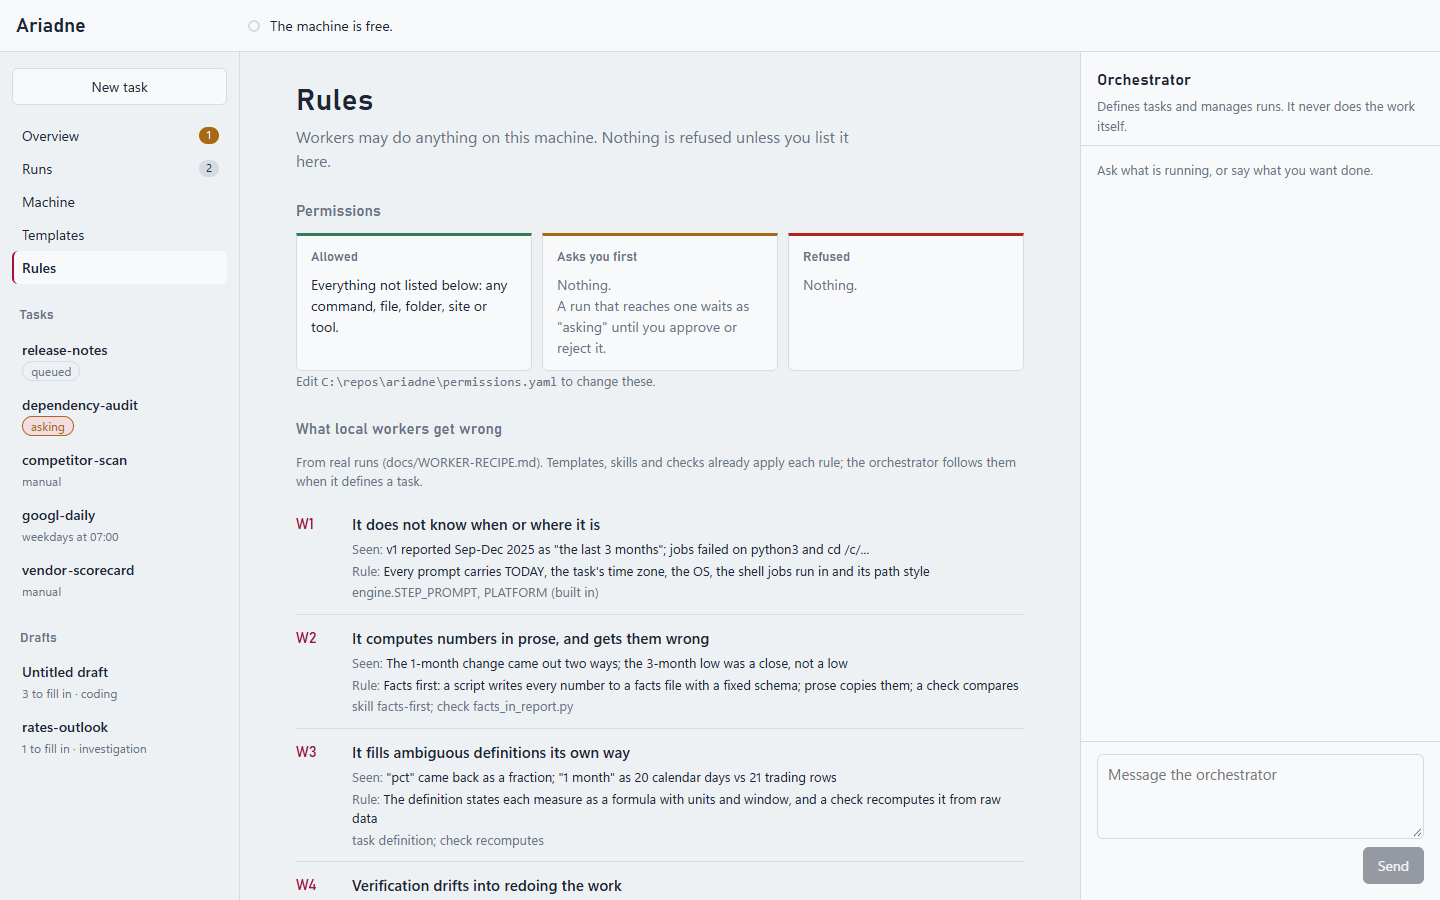 Ariadne
The machine is free.
New task
Overview
1
Runs
2
Machine
Templates
Rules
Tasks
release-notes
queued
dependency-audit
asking
competitor-scan
manual
googl-daily
weekdays at 07:00
vendor-scorecard
manual
Drafts
Untitled draft
3 to fill in · coding
rates-outlook
1 to fill in · investigation
Rules
Workers may do anything on this machine. Nothing is refused unless you list it
here.
Permissions
Allowed
Everything not listed below: any
command, file, folder, site or
tool.
Asks you first
Nothing.
A run that reaches one waits as
"asking" until you approve or
reject it.
Refused
Nothing.
Edit C:\repos\ariadne\permissions.yaml to change these.
What local workers get wrong
From real runs (docs/WORKER-RECIPE.md). Templates, skills and checks already apply each rule; the orchestrator follows them
when it defines a task.
W1
It does not know when or where it is
Seen: v1 reported Sep-Dec 2025 as "the last 3 months"; jobs failed on python3 and cd /c/...
Rule: Every prompt carries TODAY, the task's time zone, the OS, the shell jobs run in and its path style
engine.STEP_PROMPT, PLATFORM (built in)
W2
It computes numbers in prose, and gets them wrong
Seen: The 1-month change came out two ways; the 3-month low was a close, not a low
Rule: Facts first: a script writes every number to a facts file with a fixed schema; prose copies them; a check compares
skill facts-first; check facts_in_report.py
W3
It fills ambiguous definitions its own way
Seen: "pct" came back as a fraction; "1 month" as 20 calendar days vs 21 trading rows
Rule: The definition states each measure as a formula with units and window, and a check recomputes it from raw
data
task definition; check recomputes
W4
Verification drifts into redoing the work
Orchestrator
Defines tasks and manages runs. It never does the work
itself.
Ask what is running, or say what you want done.
Message the orchestrator
Send